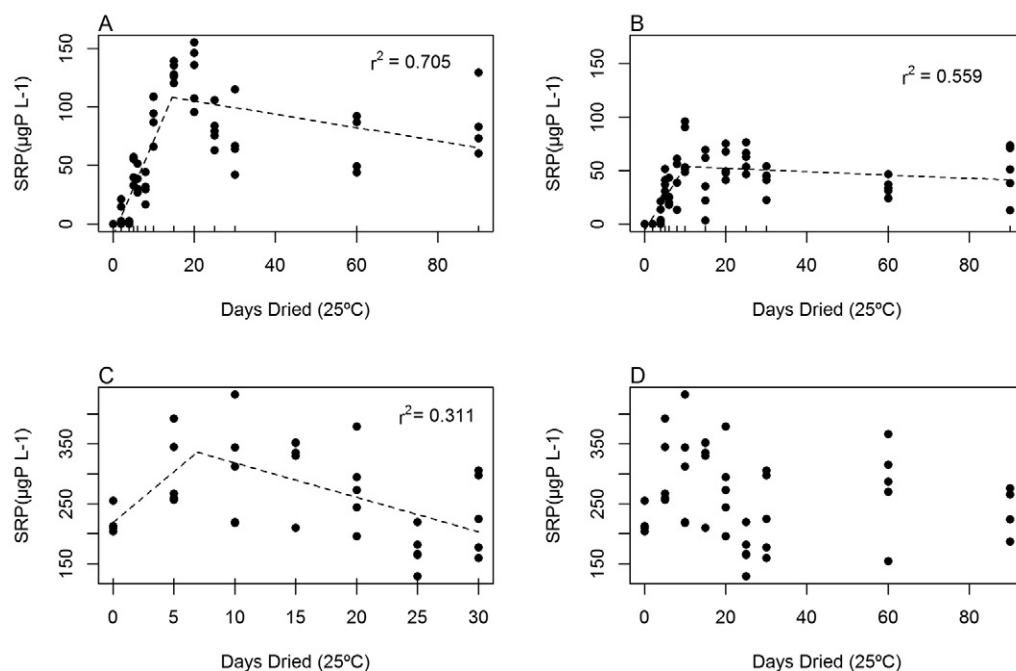 A
r² = 0.705
SRP(µgP L-1)
0 50 100 150
0 20 40 60 80
Days Dried (25ºC)
B
r² = 0.559
SRP(µgP L-1)
0 50 100 150
0 20 40 60 80
Days Dried (25ºC)
C
r² = 0.311
SRP(µgP L-1)
150 250 350
0 5 10 15 20 25 30
Days Dried (25ºC)
D
SRP(µgP L-1)
150 250 350
0 20 40 60 80
Days Dried (25ºC)